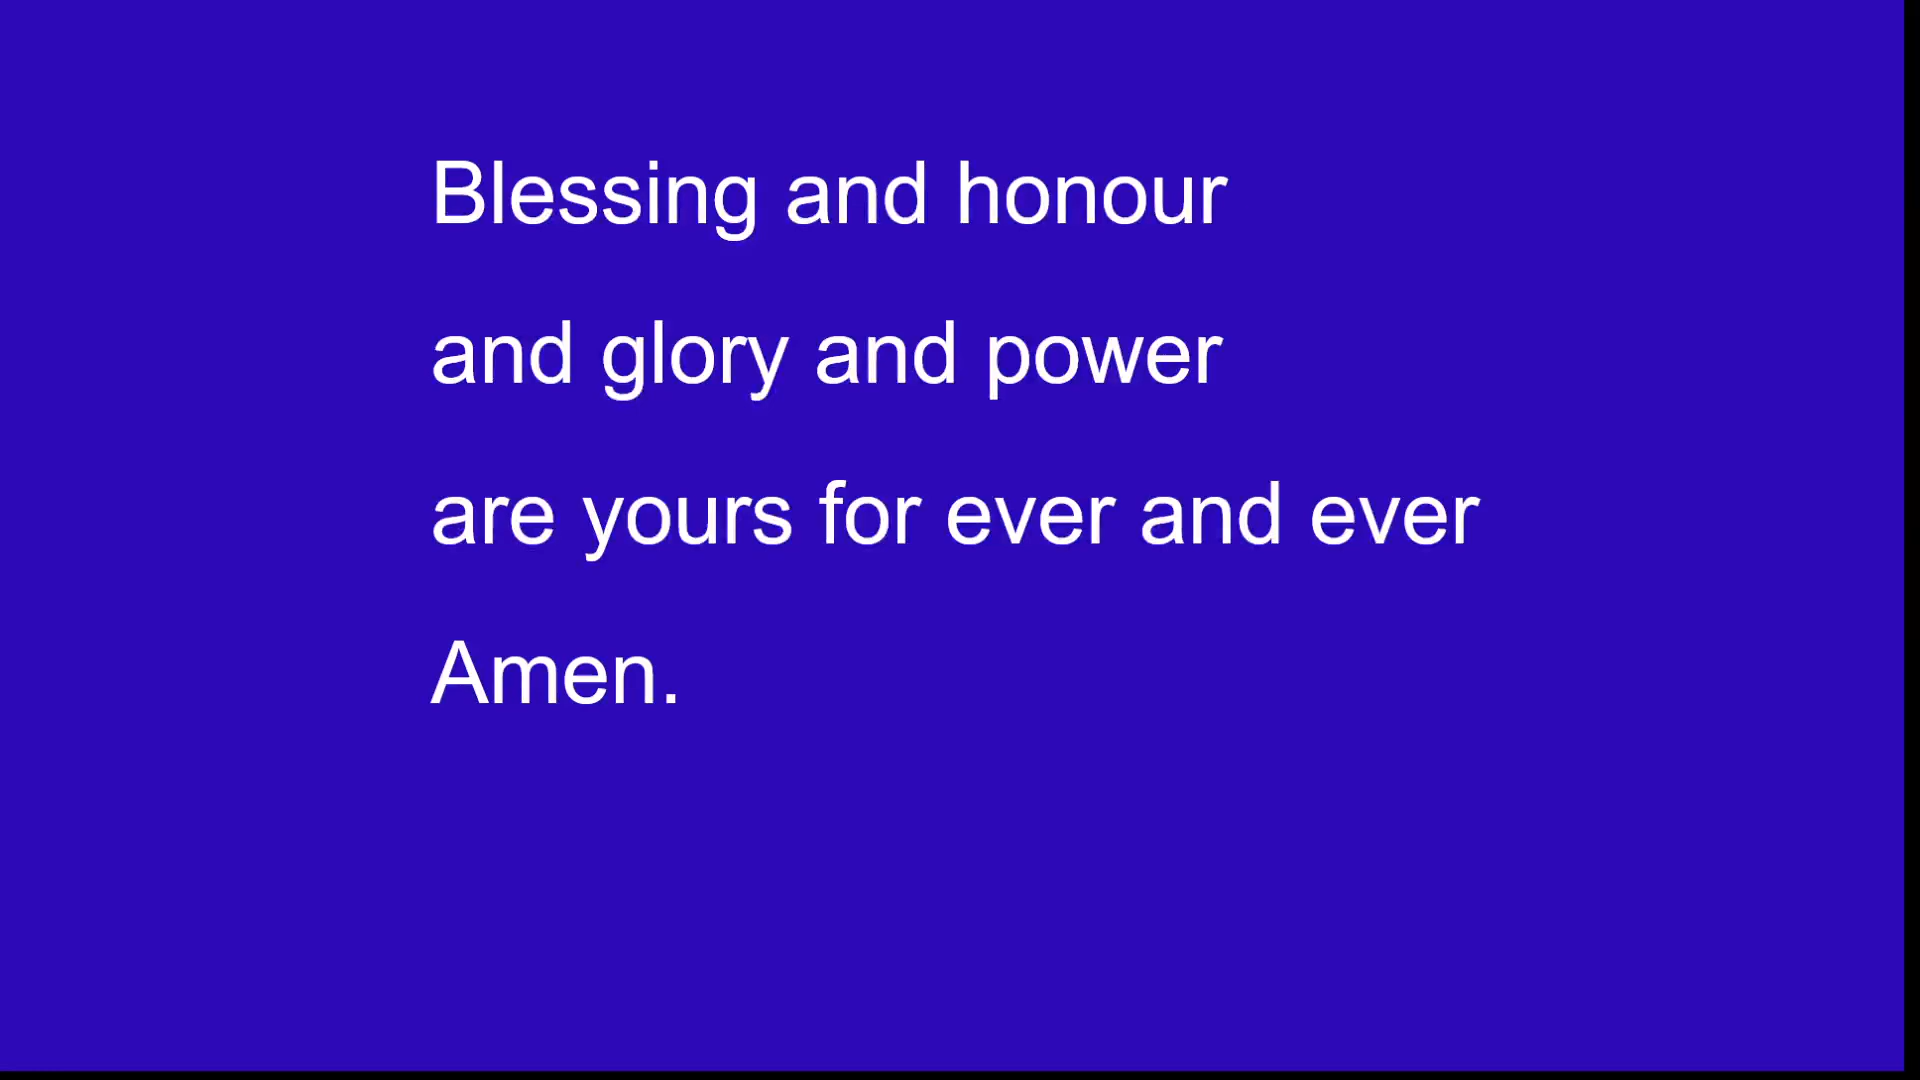 Blessing and honour
and glory and power
are yours for ever and ever
Amen.